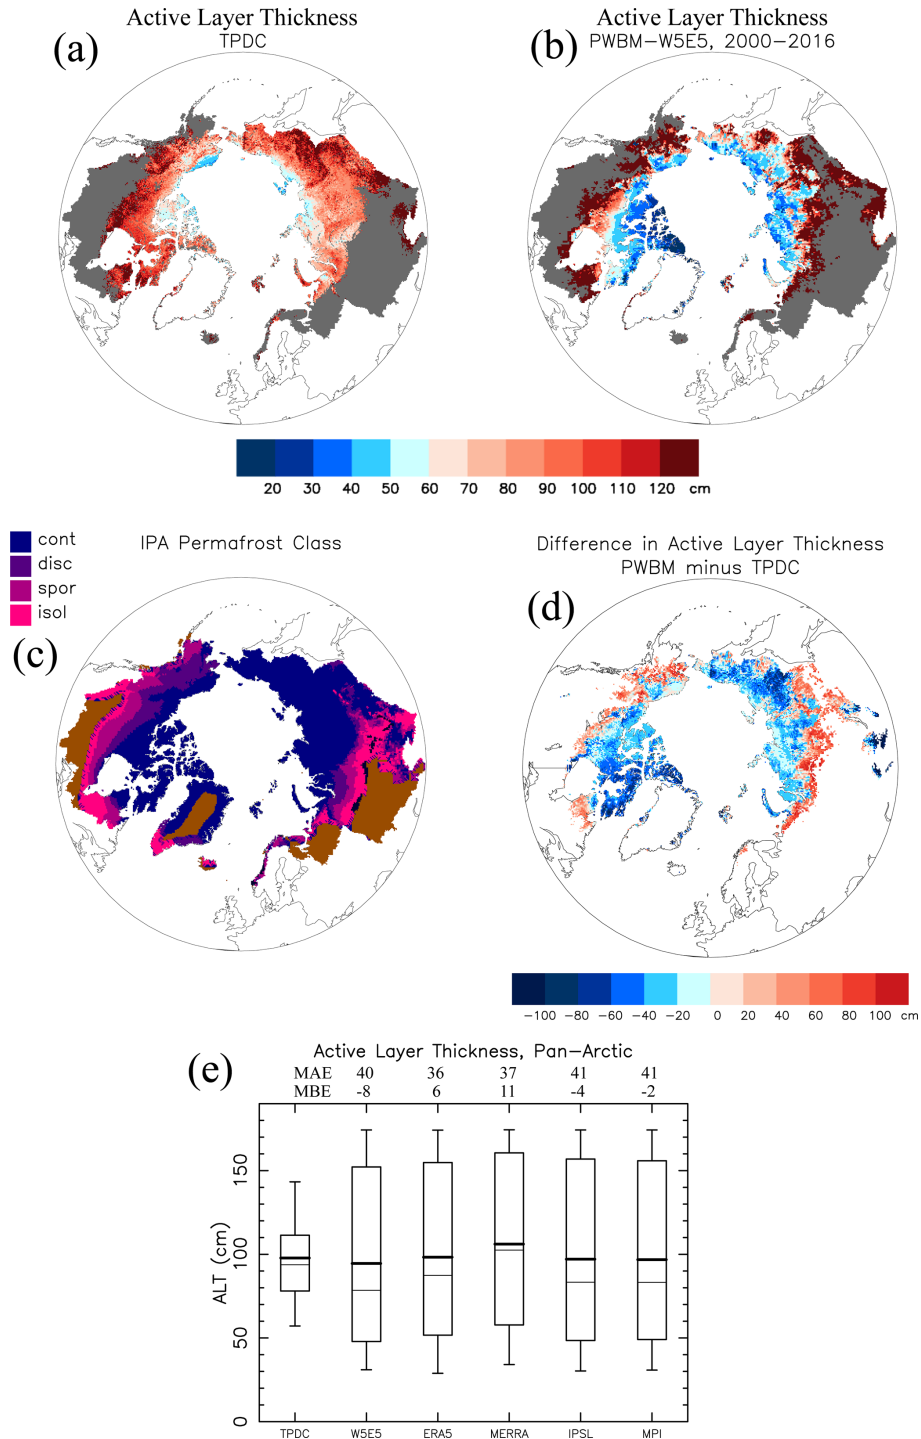 Active Layer Thickness
TPDC
(a)
Active Layer Thickness
PWBM-W5E5, 2000-2016
(b)
20 30 40 50 60 70 80 90 100 110 120 cm
cont
disc
spor
isol
IPA Permafrost Class
(c)
Difference in Active Layer Thickness
PWBM minus TPDC
(d)
-100 -80 -60 -40 -20 0 20 40 60 80 100 cm
(e)
Active Layer Thickness, Pan-Arctic
MAE 40 36 37 41 41
MBE -8 6 11 -4 -2
ALT (cm)
150
100
50
0
TPDC W5E5 ERA5 MERRA IPSL MPI